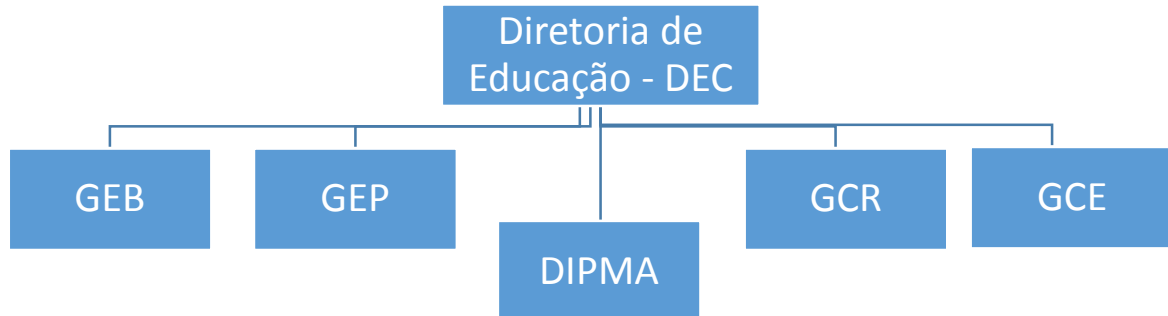 Diretoria de
Educação - DEC
GEB
GEP
GCR
GCE
DIPMA